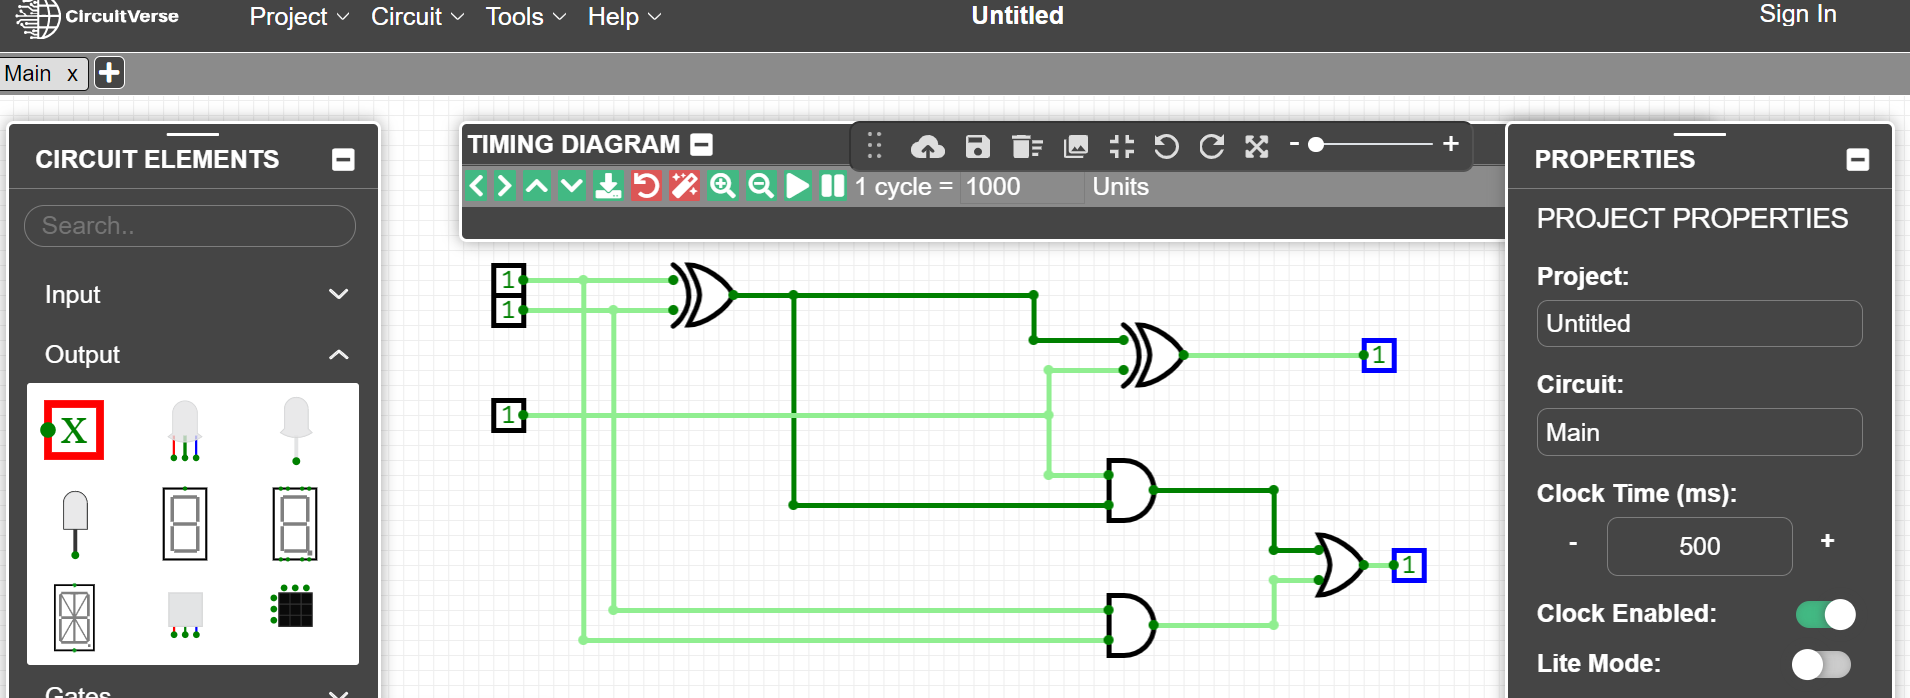 CircuitVerse Project Circuit Tools Help Untitled Sign In
Main x
CIRCUIT ELEMENTS
Search..
Input
Output
X
Gates
TIMING DIAGRAM
- +
1 cycle = 1000 Units
1
1
1
1
1
PROPERTIES
PROJECT PROPERTIES
Project:
Untitled
Circuit:
Main
Clock Time (ms):
- 500 +
Clock Enabled:
Lite Mode: